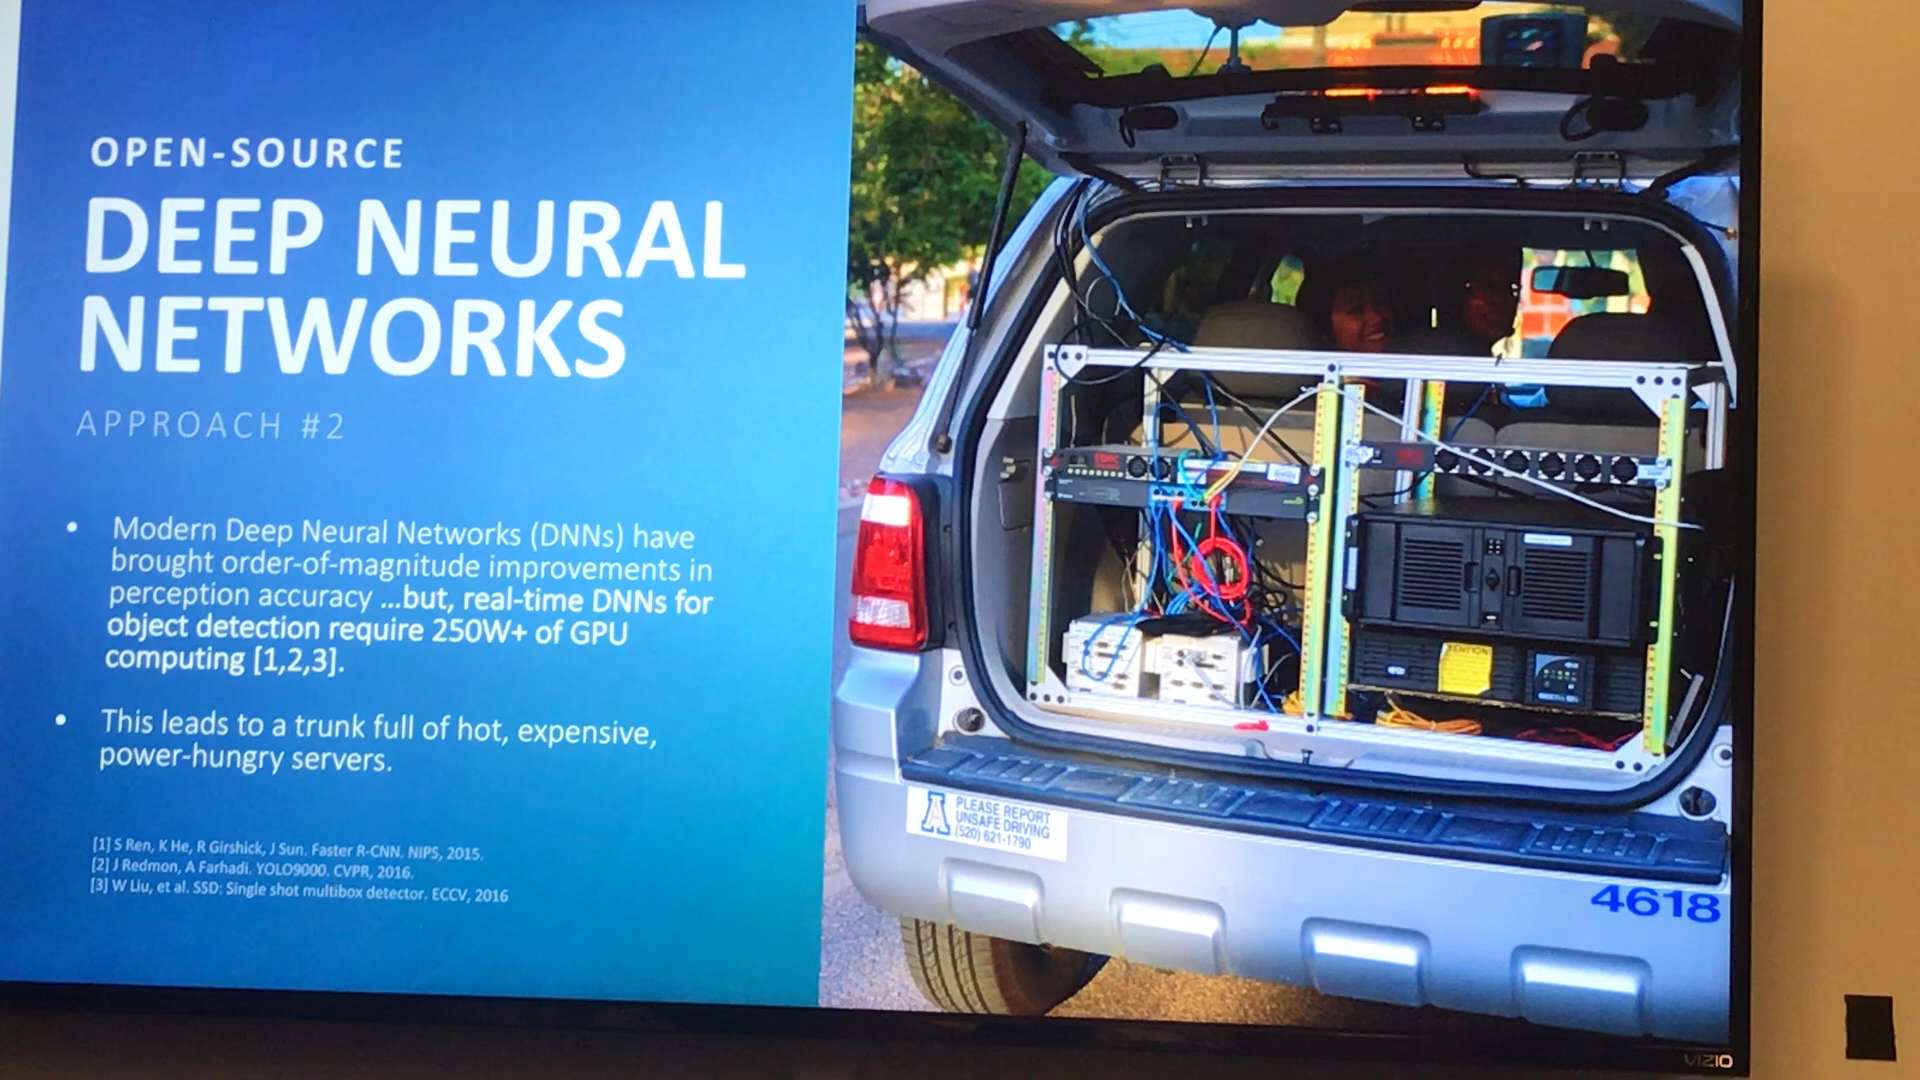 OPEN-SOURCE
DEEP NEURAL
NETWORKS
APPROACH #2
• Modern Deep Neural Networks (DNNs) have
brought order-of-magnitude improvements in
perception accuracy ...but, real-time DNNs for
object detection require 250W+ of GPU
computing [1,2,3].
• This leads to a trunk full of hot, expensive,
power-hungry servers.
[1] S Ren, K He, R Girshick, J Sun. Faster R-CNN. NIPS, 2015.
[2] J Redmon, A Farhadi. YOLO9000. CVPR, 2016.
[3] W Liu, et al. SSD: Single shot multibox detector. ECCV, 2016
A
PLEASE REPORT
UNSAFE DRIVING
(520) 621-1790
4618
VIZIO